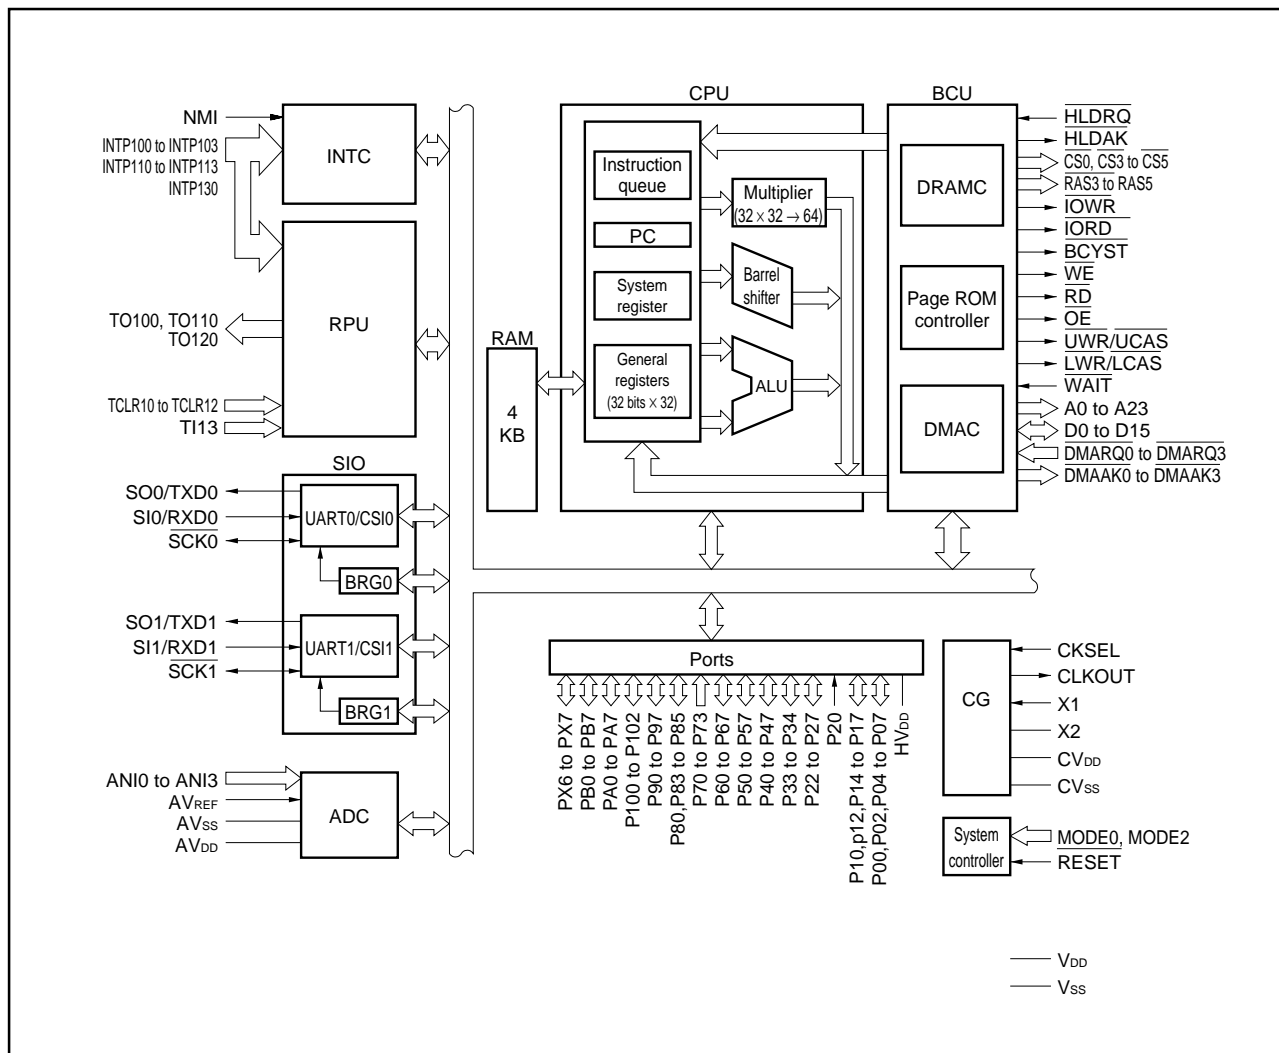 CPU
BCU
NMI
INTP100 to INTP103
INTP110 to INTP113
INTP130
INTC
RPU
TO100, TO110
TO120
TCLR10 to TCLR12
TI13
SIO
SO0/TXD0
SI0/RXD0
SCK0
UART0/CSI0
BRG0
SO1/TXD1
SI1/RXD1
SCK1
UART1/CSI1
BRG1
ANI0 to ANI3
AVREF
AVSS
AVDD
ADC
RAM
4
KB
Instruction
queue
PC
System
register
General
registers
(32 bits × 32)
Multiplier
(32 × 32 → 64)
Barrel
shifter
ALU
DRAMC
Page ROM
controller
DMAC
HLDRQ
HLDAK
CS0, CS3 to CS5
RAS3 to RAS5
IOWR
IORD
BCYST
WE
RD
OE
UWR/UCAS
LWR/LCAS
WAIT
A0 to A23
D0 to D15
DMARQ0 to DMARQ3
DMAAK0 to DMAAK3
Ports
PX6 to PX7
PB0 to PB7
PA0 to PA7
P100 to P102
P90 to P97
P80,P83 to P85
P70 to P73
P60 to P67
P50 to P57
P40 to P47
P33 to P34
P22 to P27
P20
P10,p12,P14 to P17
P00,P02,P04 to P07
HVDD
CG
CKSEL
CLKOUT
X1
X2
CVDD
CVSS
System
controller
MODE0, MODE2
RESET
VDD
VSS